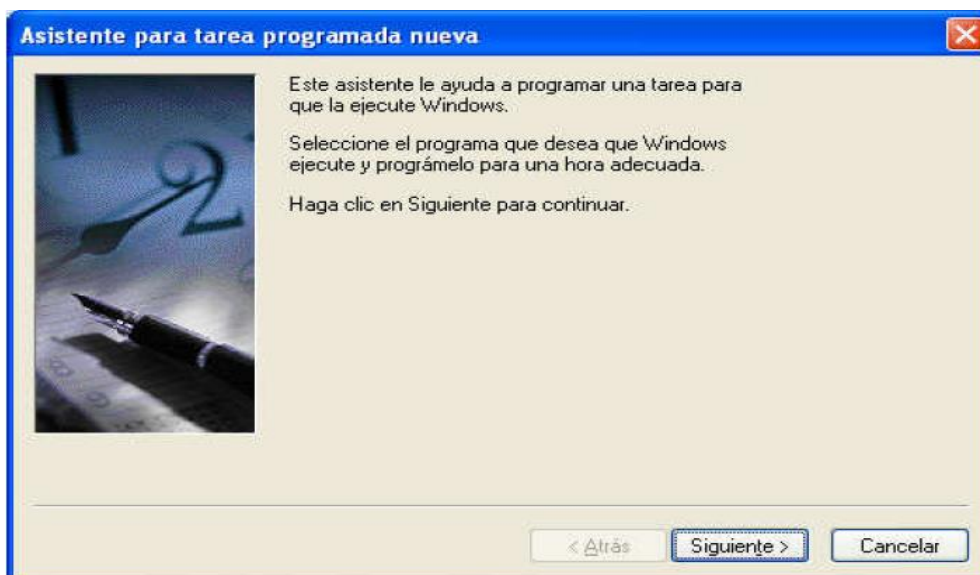 Asistente para tarea programada nueva
Este asistente le ayuda a programar una tarea para
que la ejecute Windows.
Seleccione el programa que desea que Windows
ejecute y prográmelo para una hora adecuada.
Haga clic en Siguiente para continuar.
< Atrás Siguiente > Cancelar